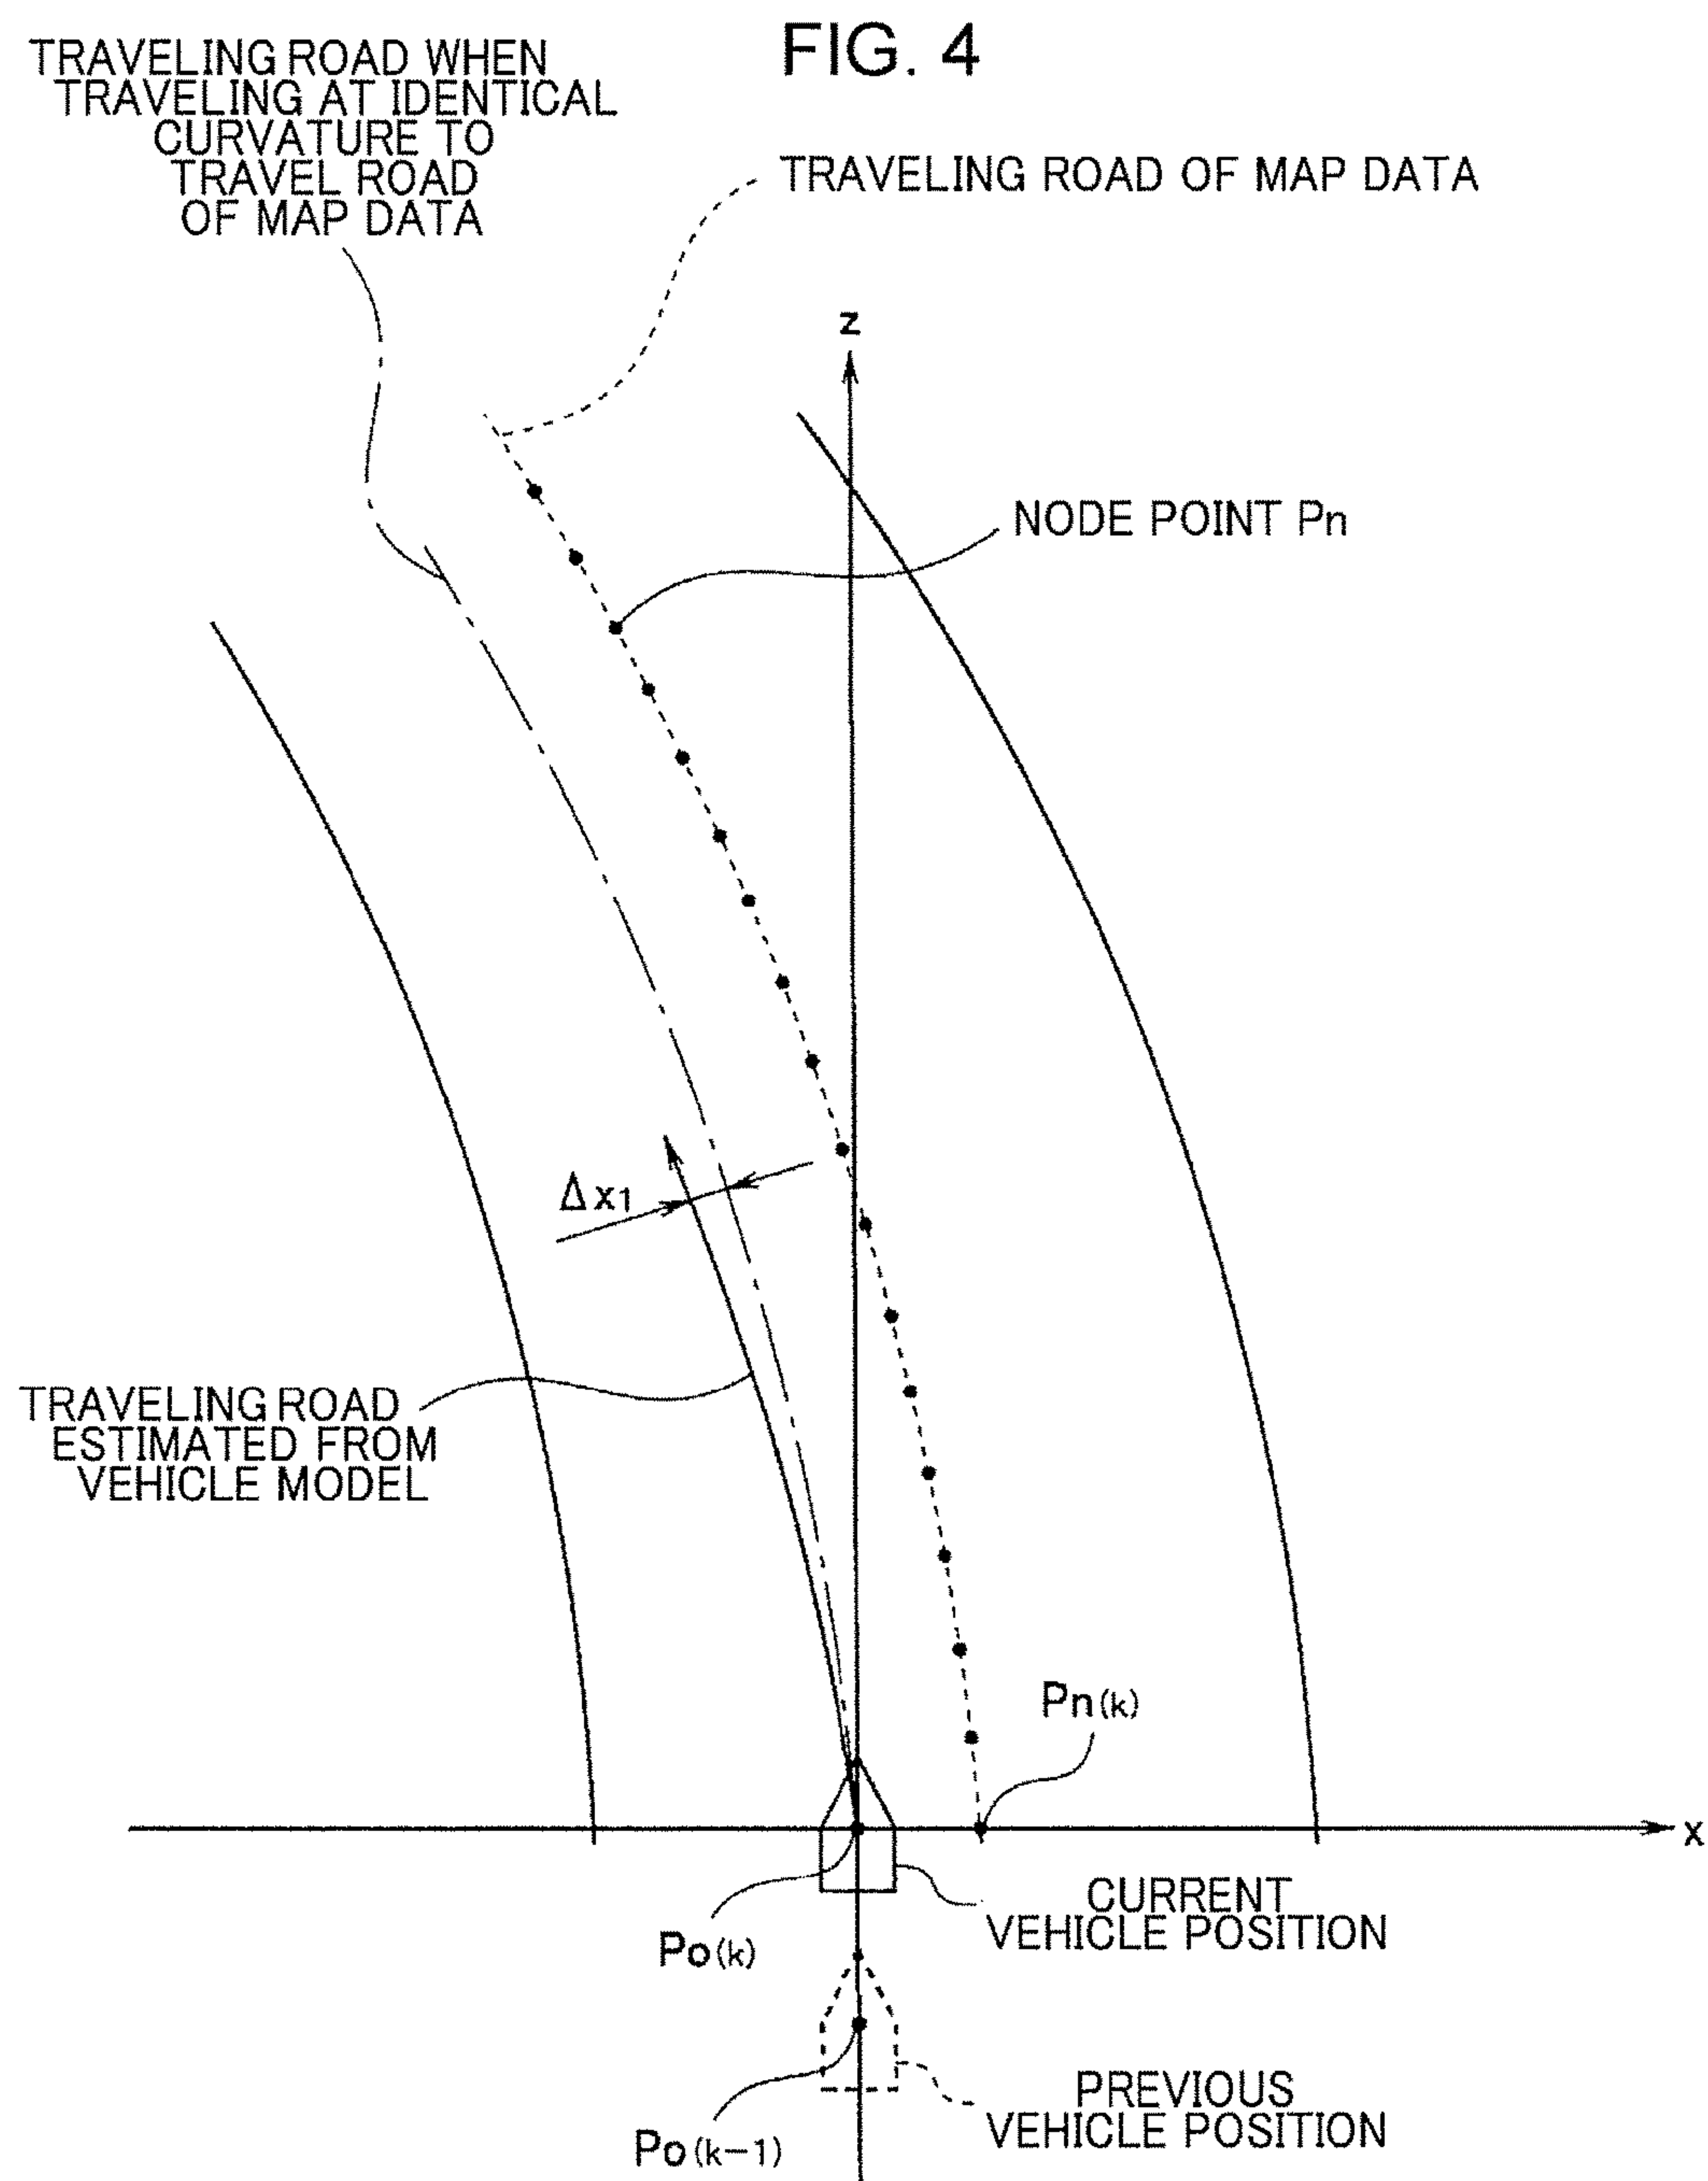 FIG. 4
TRAVELING ROAD WHEN
TRAVELING AT IDENTICAL
CURVATURE TO
TRAVEL ROAD
OF MAP DATA
TRAVELING ROAD OF MAP DATA
z
NODE POINT Pn
Δx1
TRAVELING ROAD
ESTIMATED FROM
VEHICLE MODEL
Pn(k)
x
CURRENT
VEHICLE POSITION
Po(k)
PREVIOUS
VEHICLE POSITION
Po(k-1)